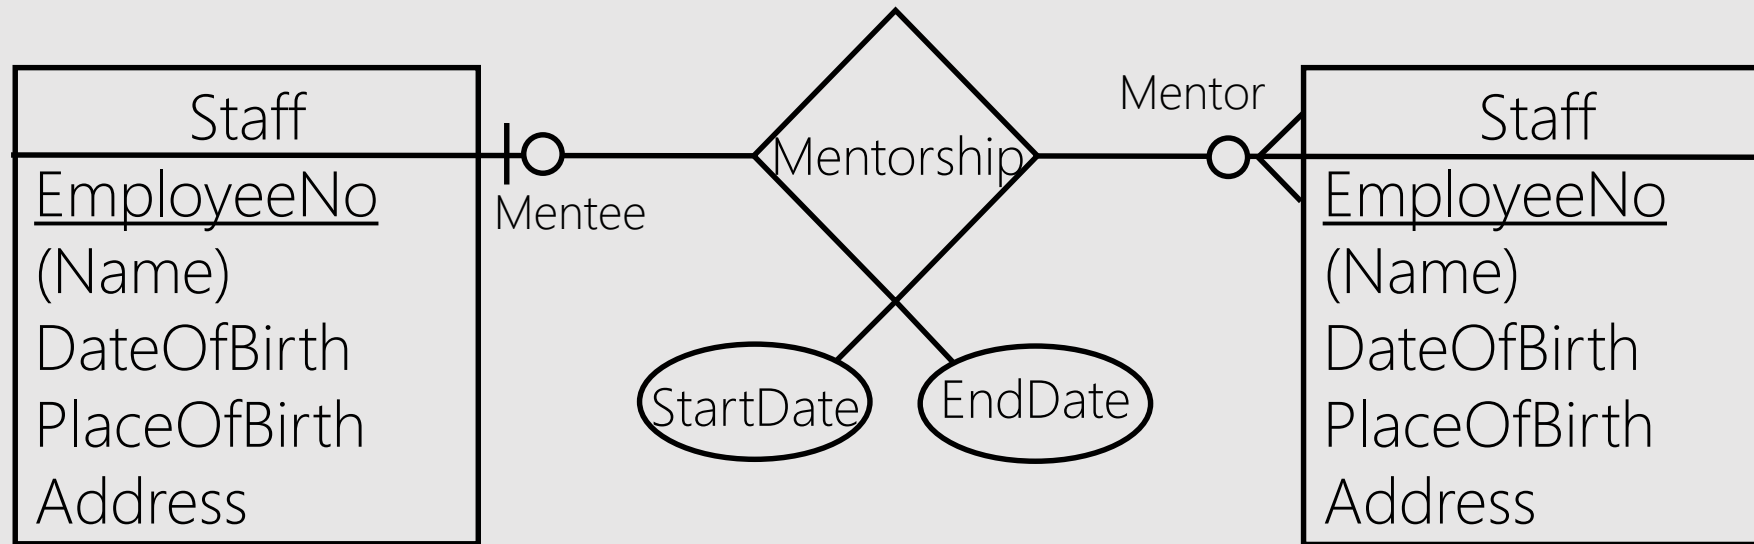 Staff
EmployeeNo
(Name)
DateOfBirth
PlaceOfBirth
Address
Mentee
Mentorship
StartDate
EndDate
Mentor
Staff
EmployeeNo
(Name)
DateOfBirth
PlaceOfBirth
Address